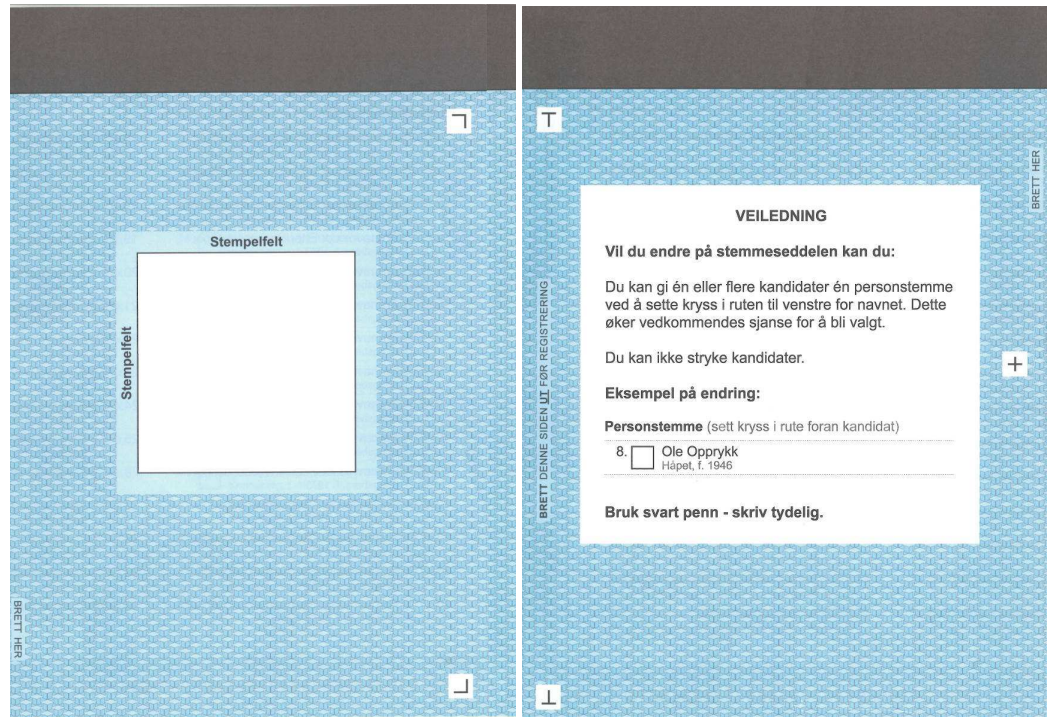 Stempelfelt
Stempelfelt
BRETT HER
BRETT HER
BRETT DENNE SIDEN UT FØR REGISTRERING
VEILEDNING
Vil du endre på stemmeseddelen kan du:
Du kan gi én eller flere kandidater én personstemme
ved å sette kryss i ruten til venstre for navnet. Dette
øker vedkommendes sjanse for å bli valgt.
Du kan ikke stryke kandidater.
Eksempel på endring:
Personstemme (sett kryss i rute foran kandidat)
8. Ole Opprykk
Håpet, f. 1946
Bruk svart penn - skriv tydelig.